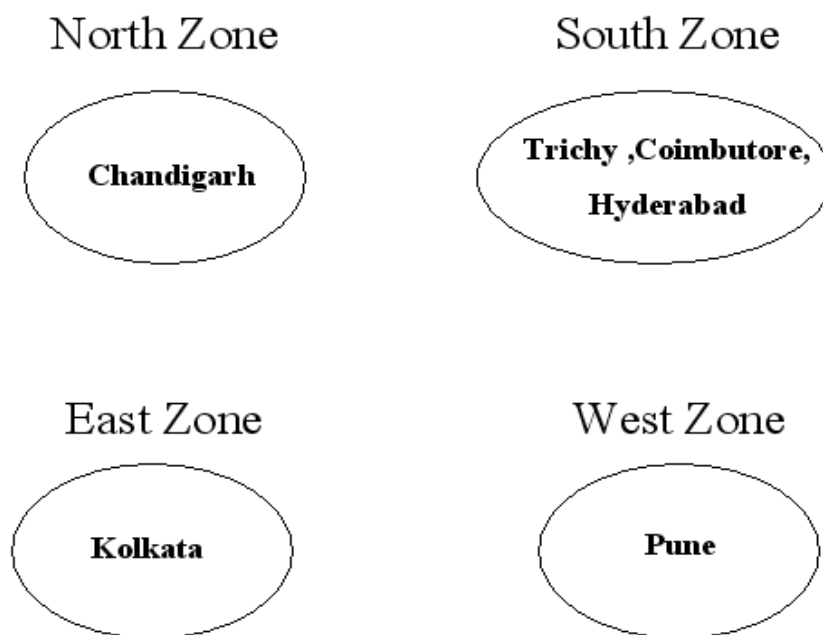 North Zone
South Zone
Chandigarh
Trichy ,Coimbutore,
Hyderabad
East Zone
West Zone
Kolkata
Pune